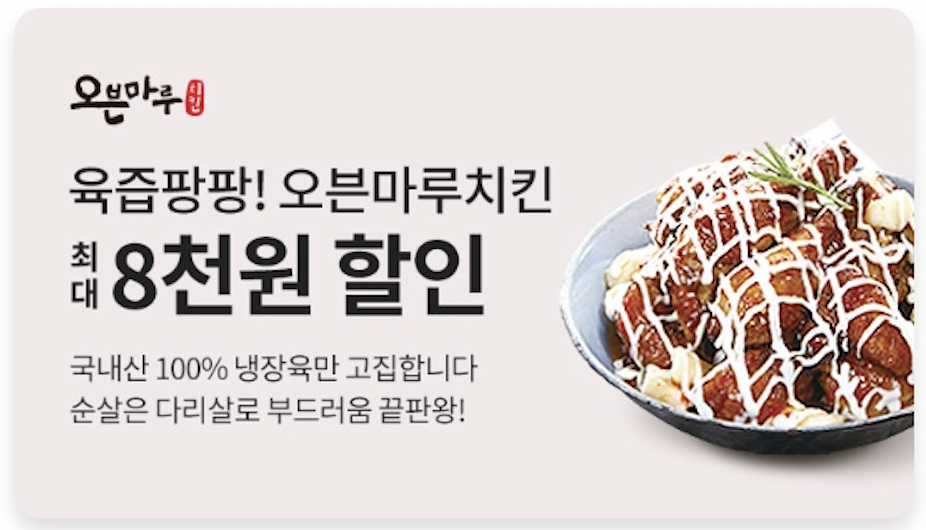 오븐마루치킨
육즙팡팡! 오븐마루치킨
최대 8천원 할인
국내산 100% 냉장육만 고집합니다
순살은 다리살로 부드러움 끝판왕!